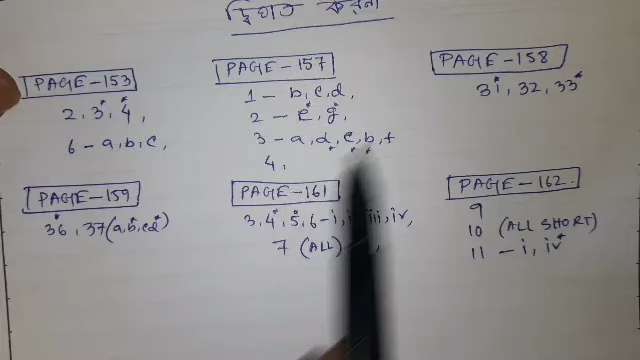 দ্বিঘাত করণী
PAGE-153
2, 3*, 4*,
6 - a, b, c,
PAGE-157
1 - b, c, d,
2 - e*, g*,
3 - a, d, c, b, f
4,
PAGE-158
31, 32, 33*
PAGE-159
36*, 37 (a, b*, cd*)
PAGE-161
3, 4*, 5*, 6 - i, iii, iv,
7 (ALL)
PAGE-162
9
10 (ALL SHORT)
11 - i, iv*